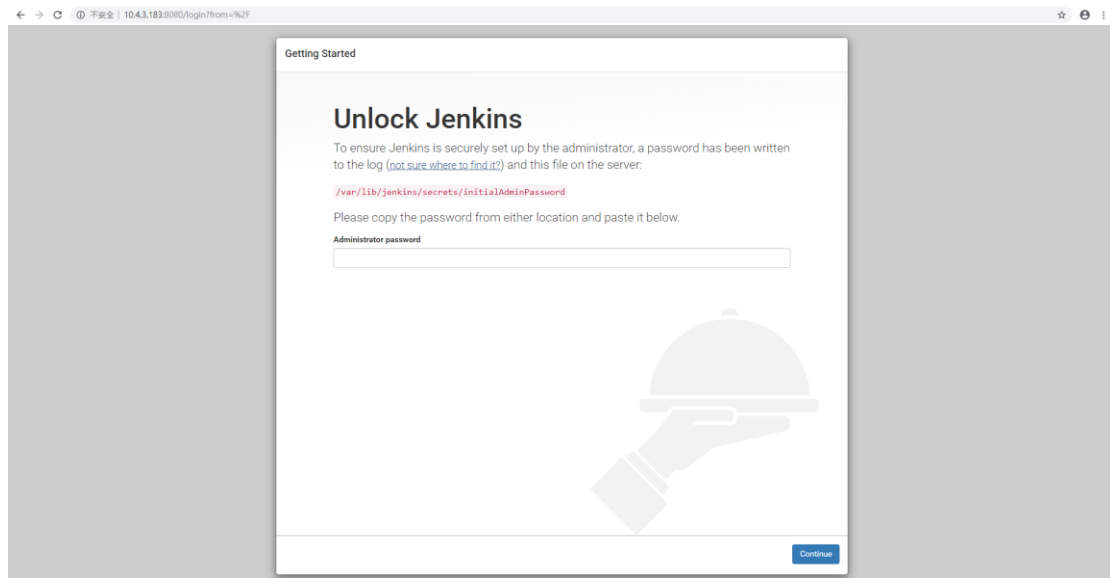 不安全 | 10.4.3.183:8080/login?from=%2F
Getting Started
Unlock Jenkins
To ensure Jenkins is securely set up by the administrator, a password has been written
to the log (not sure where to find it?) and this file on the server:
/var/lib/jenkins/secrets/initialAdminPassword
Please copy the password from either location and paste it below.
Administrator password
Continue